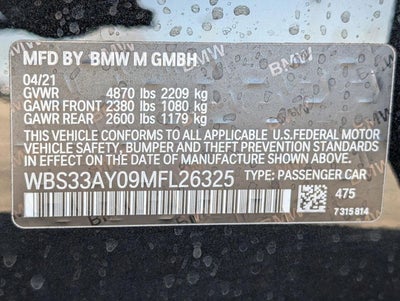 MFD BY BMW M GMBH
04/21
GVWR 4870 lbs 2209 kg
GAWR FRONT 2380 lbs 1080 kg
GAWR REAR 2600 lbs 1179 kg
THIS VEHICLE CONFORMS TO ALL APPLICABLE U.S.FEDERAL MOTOR
VEHICLE SAFETY, BUMPER AND THEFT PREVENTION STANDARDS
IN EFFECT ON THE DATE OF MANUFACTURE SHOWN ABOVE.
WBS33AY09MFL26325 TYPE: PASSENGER CAR
475
7 315 814